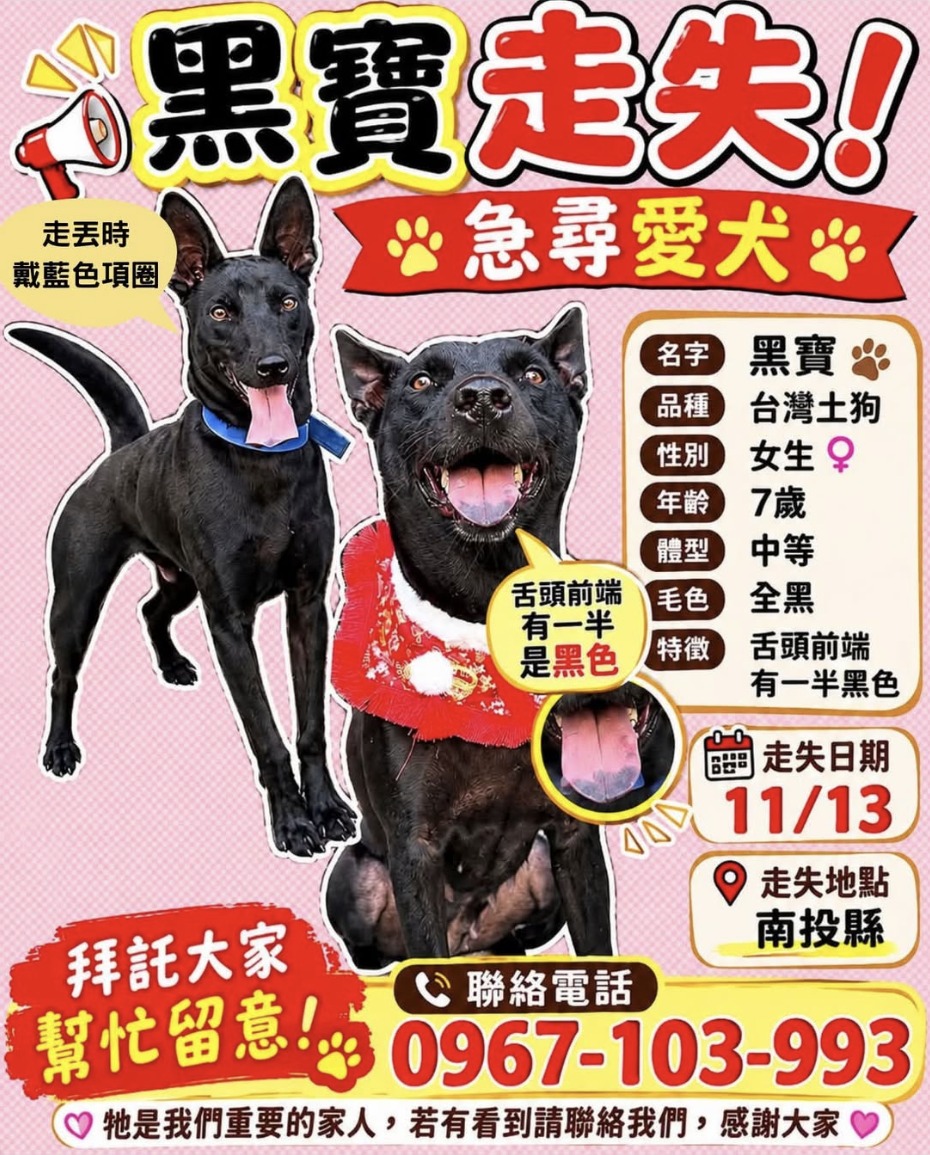 黑寶走失!
急尋愛犬
走丟時
戴藍色項圈
名字 黑寶
品種 台灣土狗
性別 女生♀
年齡 7歲
體型 中等
毛色 全黑
特徵 舌頭前端
有一半黑色
舌頭前端
有一半
是黑色
走失日期
11/13
走失地點
南投縣
拜託大家
幫忙留意!
聯絡電話
0967-103-993
牠是我們重要的家人，若有看到請聯絡我們，感謝大家